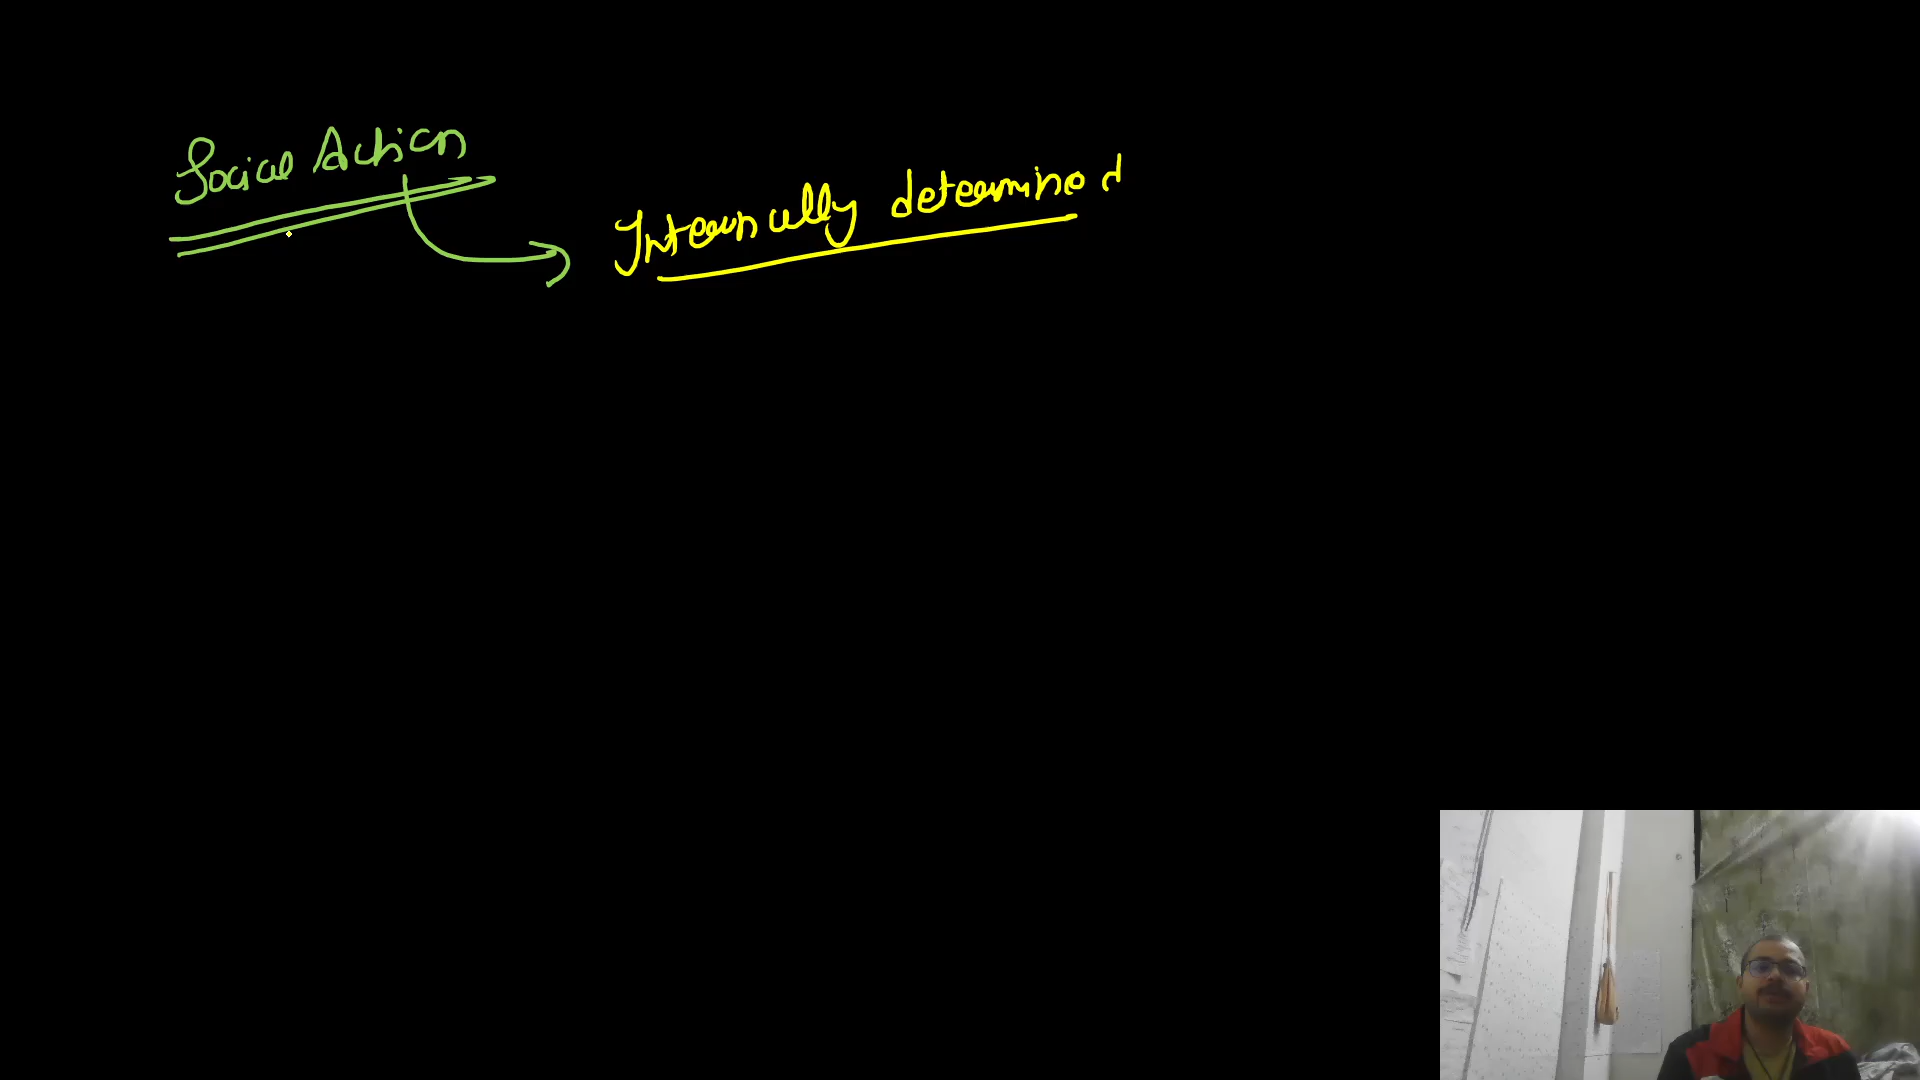 Social Action
Internally determined